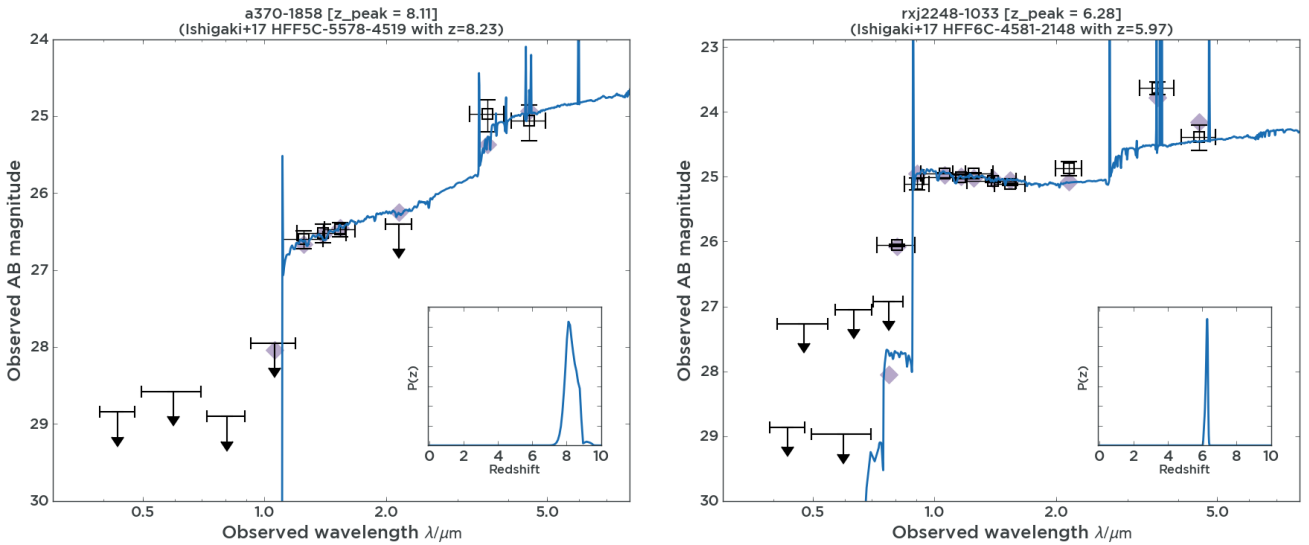 a370-1858 [z_peak = 8.11]
(Ishigaki+17 HFF5C-5578-4519 with z=8.23)
24
25
26
27
28
29
30
Observed AB magnitude
0.5
1.0
2.0
5.0
Observed wavelength λ/μm
P(z)
0 2 4 6 8 10
Redshift
rxj2248-1033 [z_peak = 6.28]
(Ishigaki+17 HFF6C-4581-2148 with z=5.97)
23
24
25
26
27
28
29
30
Observed AB magnitude
0.5
1.0
2.0
5.0
Observed wavelength λ/μm
P(z)
0 2 4 6 8 10
Redshift